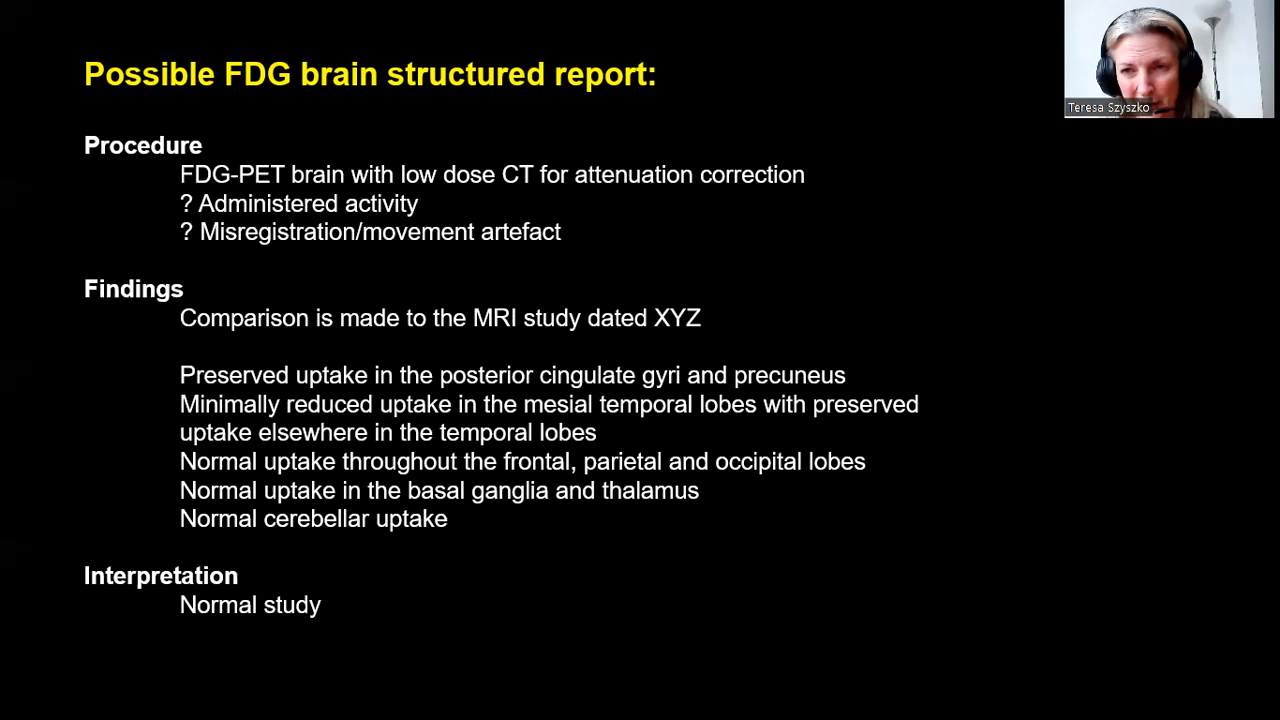 Possible FDG brain structured report:
Teresa Szyszko
Procedure
FDG-PET brain with low dose CT for attenuation correction
? Administered activity
? Misregistration/movement artefact
Findings
Comparison is made to the MRI study dated XYZ
Preserved uptake in the posterior cingulate gyri and precuneus
Minimally reduced uptake in the mesial temporal lobes with preserved
uptake elsewhere in the temporal lobes
Normal uptake throughout the frontal, parietal and occipital lobes
Normal uptake in the basal ganglia and thalamus
Normal cerebellar uptake
Interpretation
Normal study